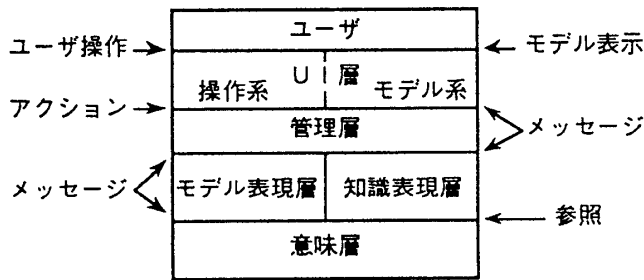 ユーザ
ユーザ操作
モデル表示
U 層
操作系
モデル系
アクション
管理層
メッセージ
メッセージ
モデル表現層
知識表現層
参照
意味層